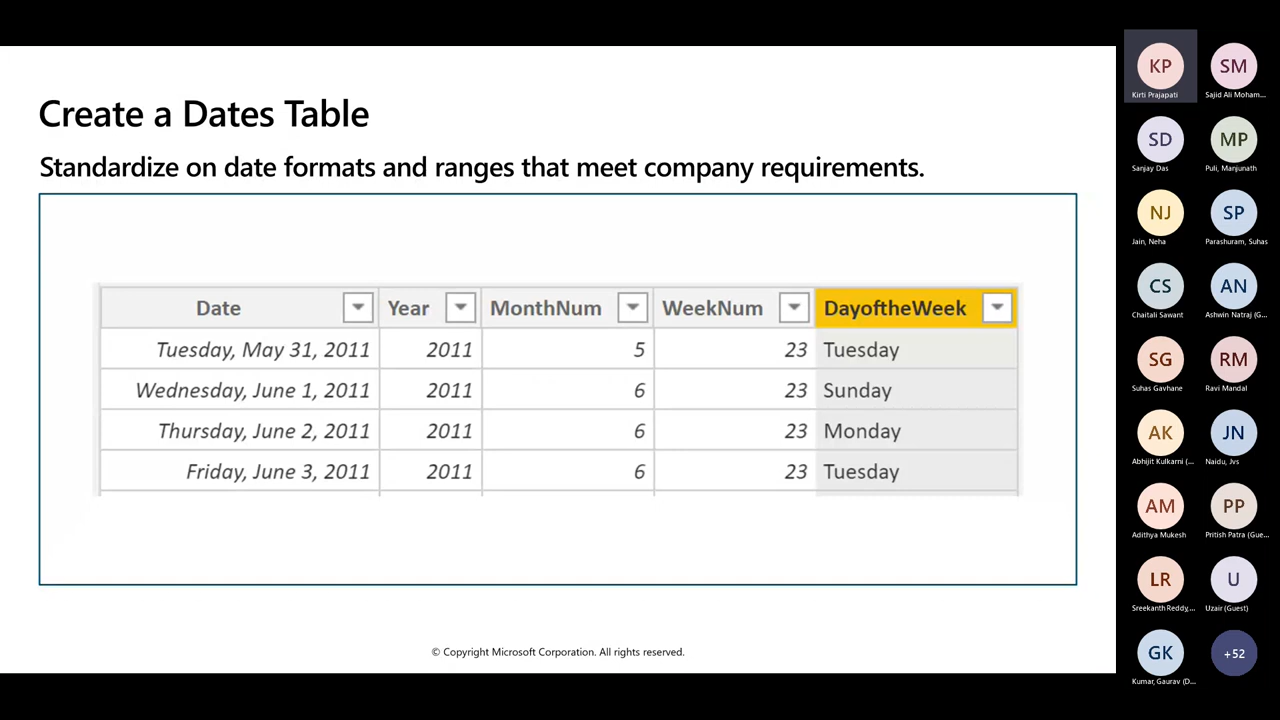 Create a Dates Table
Standardize on date formats and ranges that meet company requirements.
Date Year MonthNum WeekNum DayoftheWeek
Tuesday, May 31, 2011 2011 5 23 Tuesday
Wednesday, June 1, 2011 2011 6 23 Sunday
Thursday, June 2, 2011 2011 6 23 Monday
Friday, June 3, 2011 2011 6 23 Tuesday
© Copyright Microsoft Corporation. All rights reserved.
KP SM
Kirti Prajapati Sajid Ali Moham...
SD MP
Sanjay Das Puli, Manjunath
NJ SP
Jain, Neha Parashuram, Suhas
CS AN
Chaitali Sawant Ashwin Natraj (G...
SG RM
Suhas Gavhane Ravi Mandal
AK JN
Abhijit Kulkarni (... Naidu, Jvs
AM PP
Adithya Mukesh Pritish Patra (Gue...
LR U
Sreekanth Reddy,... Uzair (Guest)
GK +52
Kumar, Gaurav (D...